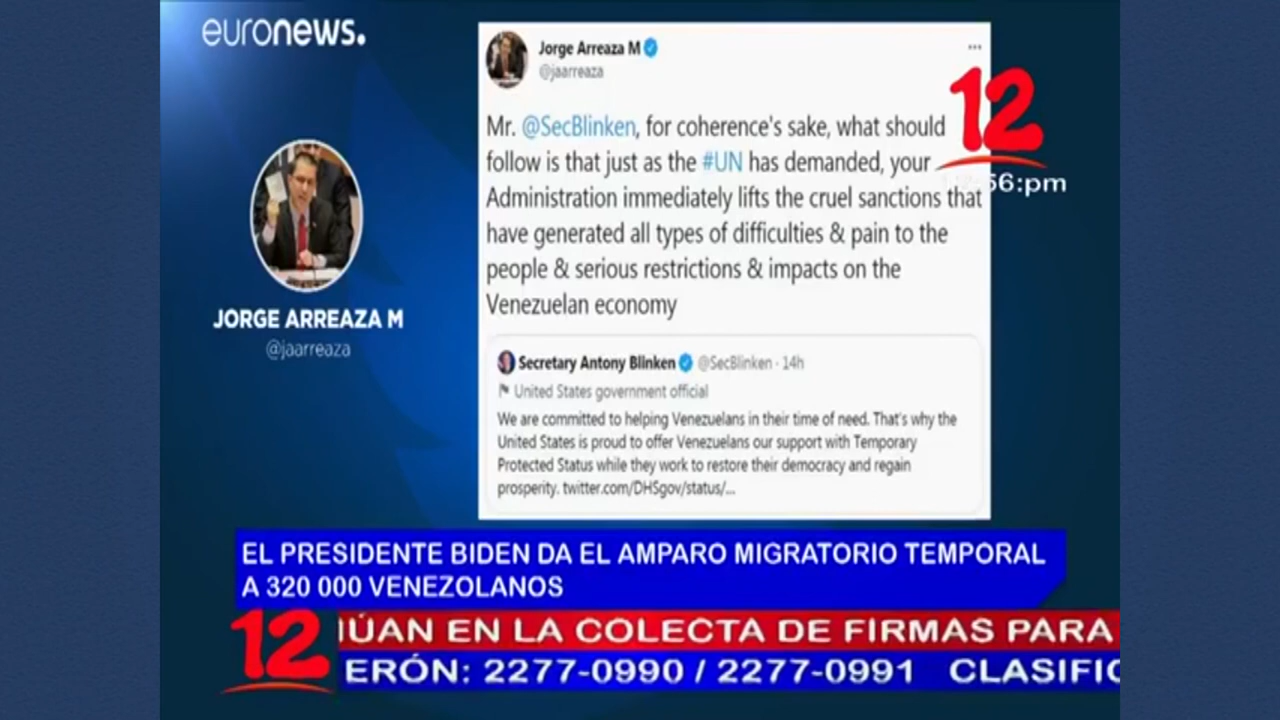 euronews.
Jorge Arreaza M
@jaarreaza
Mr. @SecBlinken, for coherence's sake, what should
follow is that just as the #UN has demanded, your
Administration immediately lifts the cruel sanctions that
have generated all types of difficulties & pain to the
people & serious restrictions & impacts on the
Venezuelan economy
12
56:pm
JORGE ARREAZA M
@jaarreaza
Secretary Antony Blinken @SecBlinken · 14h
United States government official
We are committed to helping Venezuelans in their time of need. That's why the
United States is proud to offer Venezuelans our support with Temporary
Protected Status while they work to restore their democracy and regain
prosperity. twitter.com/DHSgov/status/...
EL PRESIDENTE BIDEN DA EL AMPARO MIGRATORIO TEMPORAL
A 320 000 VENEZOLANOS
12
ÚAN EN LA COLECTA DE FIRMAS PARA
ERÓN: 2277-0990 / 2277-0991 CLASIFIC